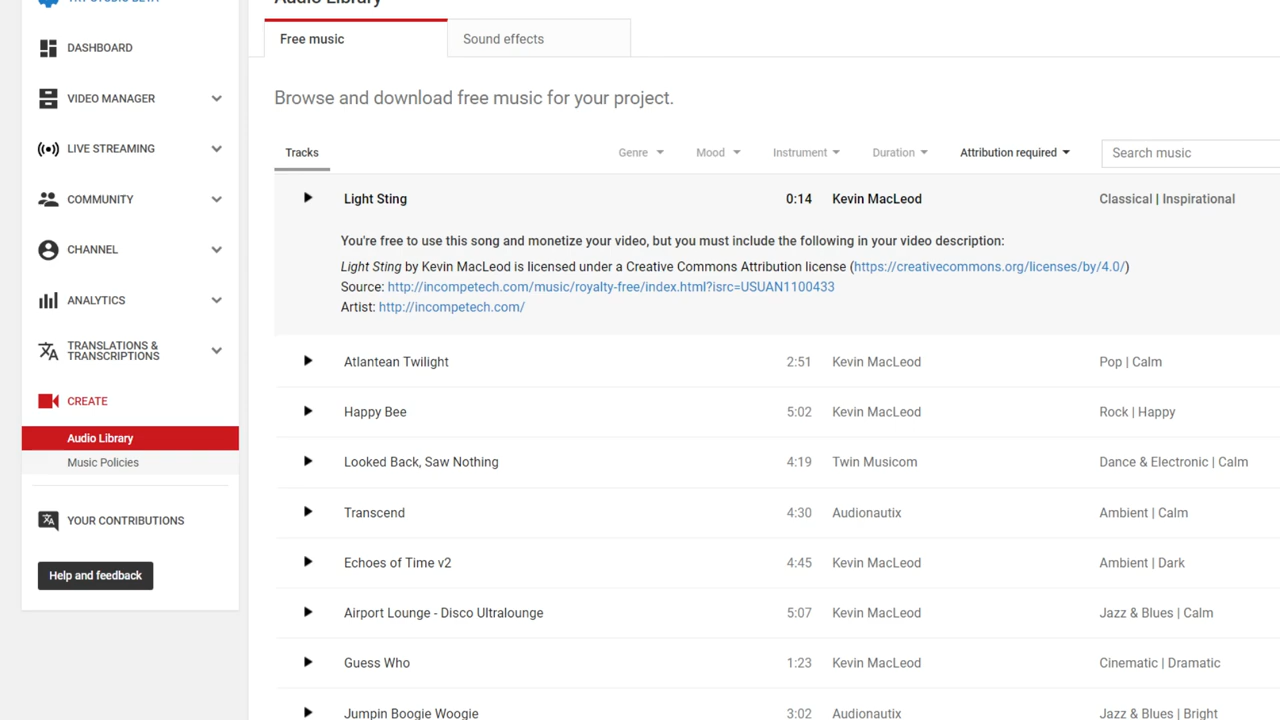 TRY STUDIO BETA
DASHBOARD
VIDEO MANAGER
LIVE STREAMING
COMMUNITY
CHANNEL
ANALYTICS
TRANSLATIONS &
TRANSCRIPTIONS
CREATE
Audio Library
Music Policies
YOUR CONTRIBUTIONS
Help and feedback
Audio Library
Free music
Sound effects
Browse and download free music for your project.
Tracks Genre Mood Instrument Duration Attribution required Search music
Light Sting 0:14 Kevin MacLeod Classical | Inspirational
You're free to use this song and monetize your video, but you must include the following in your video description:
Light Sting by Kevin MacLeod is licensed under a Creative Commons Attribution license (https://creativecommons.org/licenses/by/4.0/)
Source: http://incompetech.com/music/royalty-free/index.html?isrc=USUAN1100433
Artist: http://incompetech.com/
Atlantean Twilight 2:51 Kevin MacLeod Pop | Calm
Happy Bee 5:02 Kevin MacLeod Rock | Happy
Looked Back, Saw Nothing 4:19 Twin Musicom Dance & Electronic | Calm
Transcend 4:30 Audionautix Ambient | Calm
Echoes of Time v2 4:45 Kevin MacLeod Ambient | Dark
Airport Lounge - Disco Ultralounge 5:07 Kevin MacLeod Jazz & Blues | Calm
Guess Who 1:23 Kevin MacLeod Cinematic | Dramatic
Jumpin Boogie Woogie 3:02 Audionautix Jazz & Blues | Bright